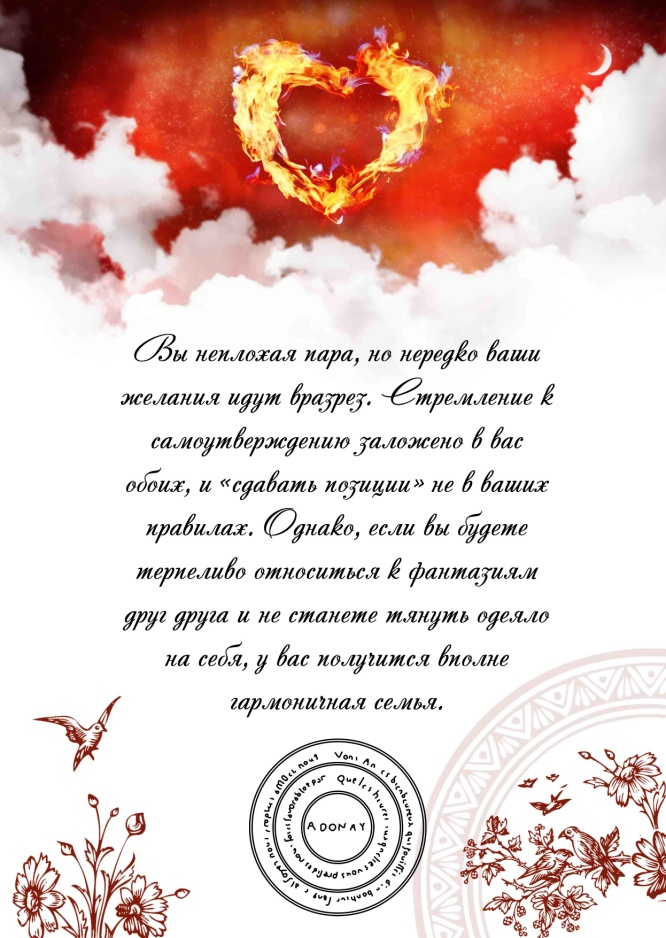 Вы неплохая пара, но нередко ваши
желания идут вразрез. Стремление к
самоутверждению заложено в вас
обоих, и «сдавать позиции» не в ваших
правилах. Однако, если вы будете
терпеливо относиться к фантазиям
друг друга и не станете тянуть одеяло
на себя, у вас получится вполне
гармоничная семья.
ADONAY